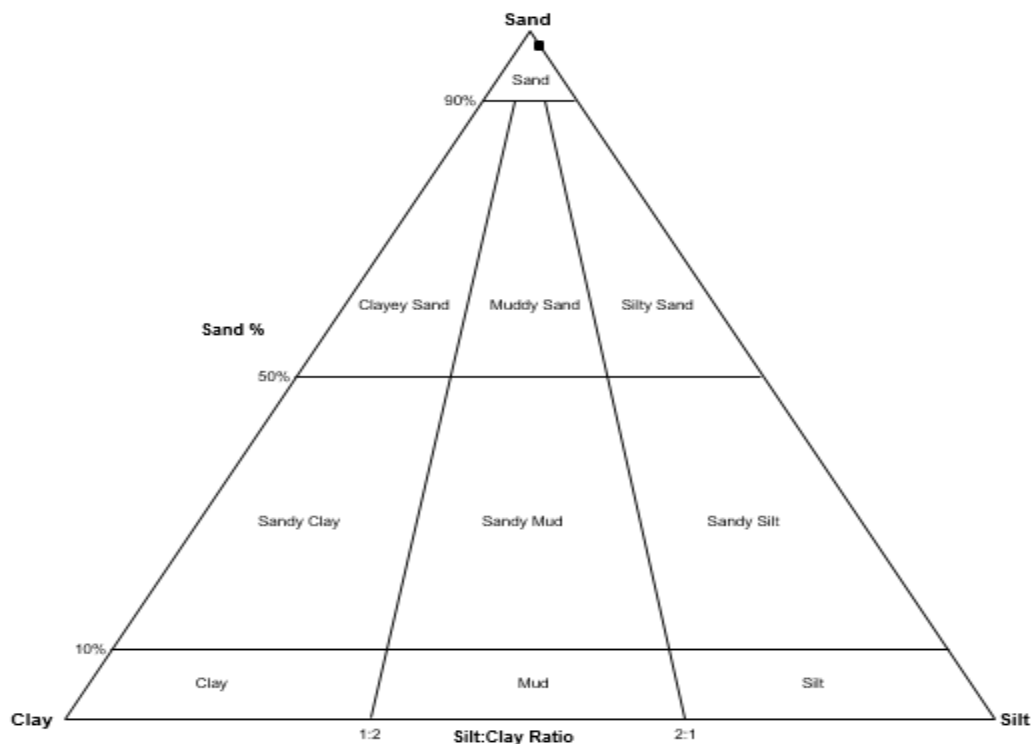 Sand
Sand
90%
Clayey Sand
Muddy Sand
Silty Sand
Sand %
50%
Sandy Clay
Sandy Mud
Sandy Silt
10%
Clay
Mud
Silt
Clay
Silt
1:2
Silt:Clay Ratio
2:1